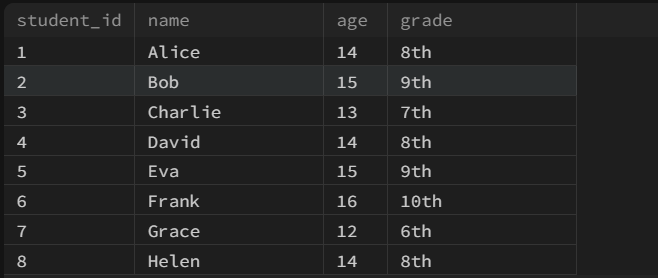 student_id name age grade
1 Alice 14 8th
2 Bob 15 9th
3 Charlie 13 7th
4 David 14 8th
5 Eva 15 9th
6 Frank 16 10th
7 Grace 12 6th
8 Helen 14 8th